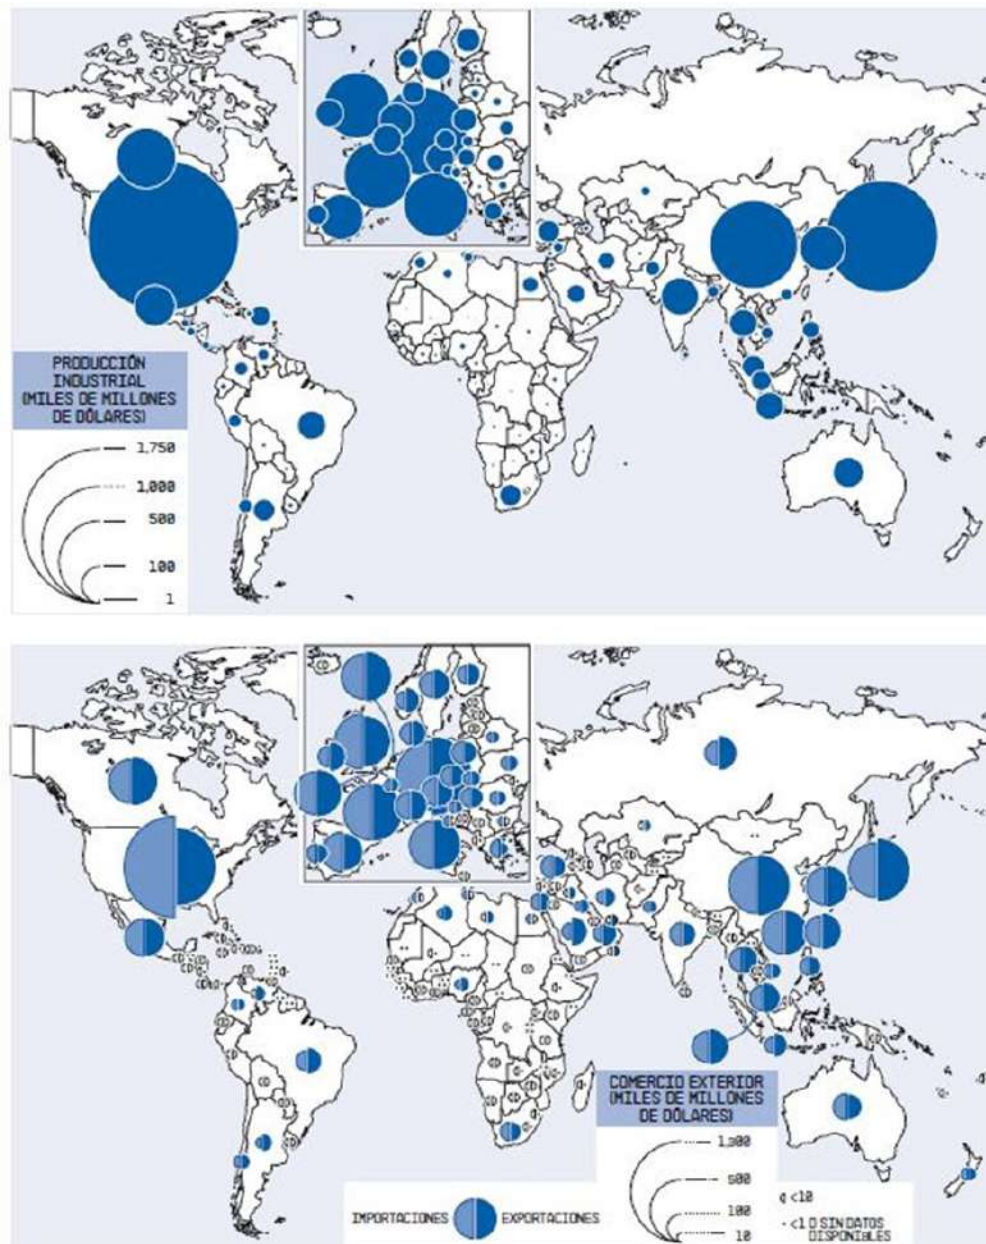 PRODUCCIÓN
INDUSTRIAL
(MILES DE MILLONES
DE DÓLARES)
1,750
1,000
500
100
1
COMERCIO EXTERIOR
(MILES DE MILLONES
DE DÓLARES)
1,300
500
100
10
<10
<1 O SIN DATOS
DISPONIBLES
IMPORTACIONES
EXPORTACIONES